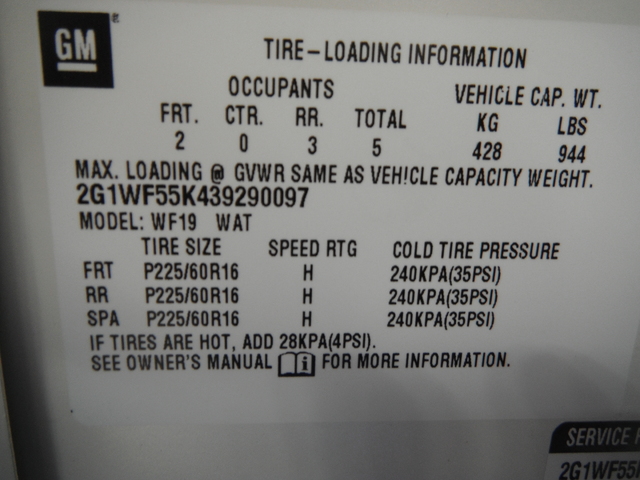 GM
TIRE-LOADING INFORMATION
OCCUPANTS VEHICLE CAP. WT.
FRT. CTR. RR. TOTAL KG LBS
2 0 3 5 428 944
MAX. LOADING @ GVWR SAME AS VEHICLE CAPACITY WEIGHT.
2G1WF55K439290097
MODEL: WF19 WAT
TIRE SIZE SPEED RTG COLD TIRE PRESSURE
FRT P225/60R16 H 240KPA(35PSI)
RR P225/60R16 H 240KPA(35PSI)
SPA P225/60R16 H 240KPA(35PSI)
IF TIRES ARE HOT, ADD 28KPA(4PSI).
SEE OWNER'S MANUAL i FOR MORE INFORMATION.
SERVICE
2G1WF55